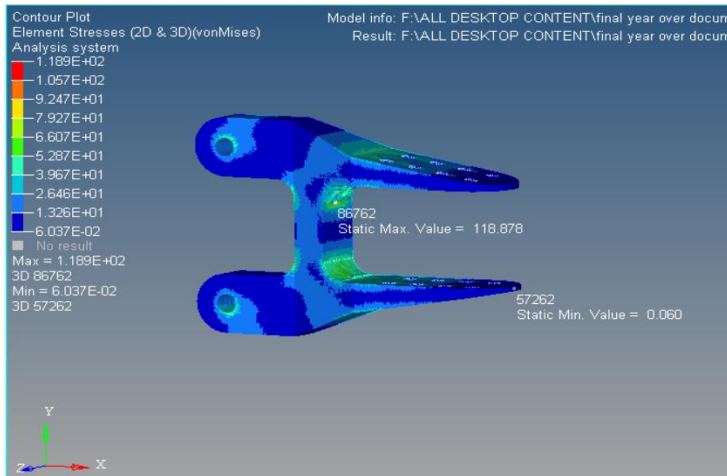 Contour Plot
Element Stresses (2D & 3D)(vonMises)
Analysis system
1.189E+02
1.057E+02
9.247E+01
7.927E+01
6.607E+01
5.287E+01
3.967E+01
2.646E+01
1.326E+01
6.037E-02
No result
Max = 1.189E+02
3D 86762
Min = 6.037E-02
3D 57262
Model info: F:\ALL DESKTOP CONTENT\final year over docum
Result: F:\ALL DESKTOP CONTENT\final year over docum
86762
Static Max. Value = 118.878
57262
Static Min. Value = 0.060
Y
Z
X